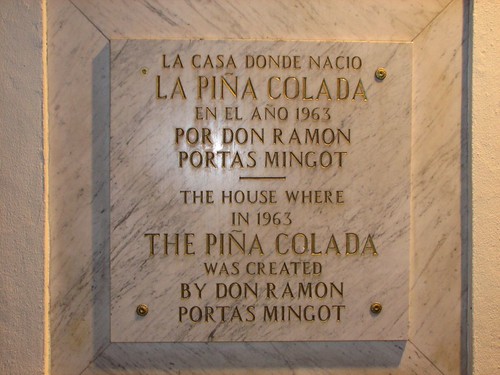 LA CASA DONDE NACIO
LA PIÑA COLADA
EN EL AÑO 1963
POR DON RAMON
PORTAS MINGOT
THE HOUSE WHERE
IN 1963
THE PIÑA COLADA
WAS CREATED
BY DON RAMON
PORTAS MINGOT